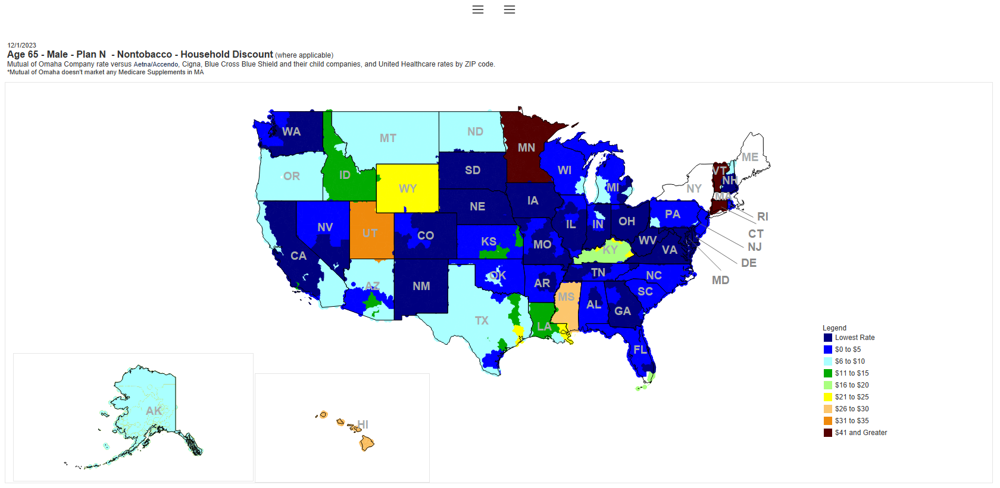 12/1/2023
Age 65 - Male - Plan N - Nontobacco - Household Discount (where applicable)
Mutual of Omaha Company rate versus Aetna/Accendo, Cigna, Blue Cross Blue Shield and their child companies, and United Healthcare rates by ZIP code.
*Mutual of Omaha doesn't market any Medicare Supplements in MA
WA
MT
ND
MN
OR
ID
WY
SD
WI
MI
VT
NH
ME
NY
MA
NV
UT
CO
NE
IA
IL
IN
OH
PA
RI
CT
NJ
DE
MD
CA
AZ
NM
KS
MO
KY
WV
VA
OK
AR
TN
NC
SC
TX
LA
MS
AL
GA
FL
AK
HI
Legend
Lowest Rate
$0 to $5
$6 to $10
$11 to $15
$16 to $20
$21 to $25
$26 to $30
$31 to $35
$41 and Greater